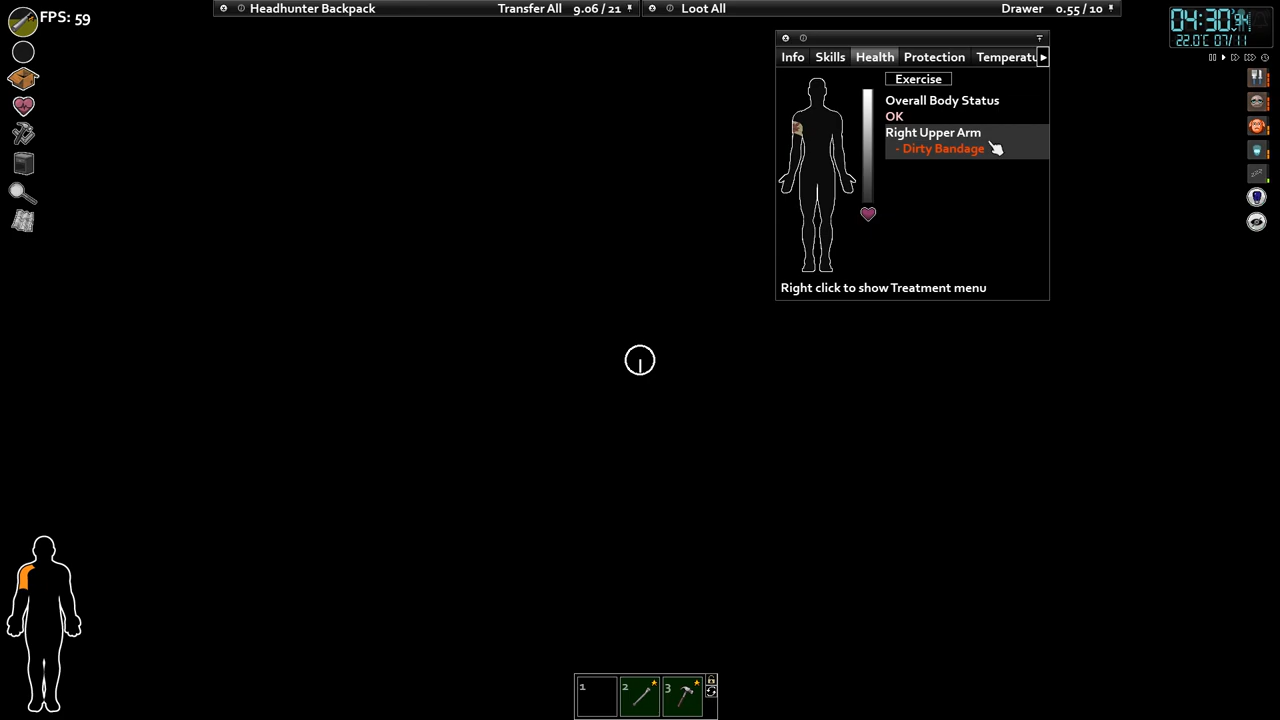 FPS: 59
Headhunter Backpack Transfer All 9.06 / 21
Loot All Drawer 0.55 / 10
04:30
22.0°C 07/11
Info Skills Health Protection Temperatu
Exercise
Overall Body Status
OK
Right Upper Arm
- Dirty Bandage
Right click to show Treatment menu
1 2 3